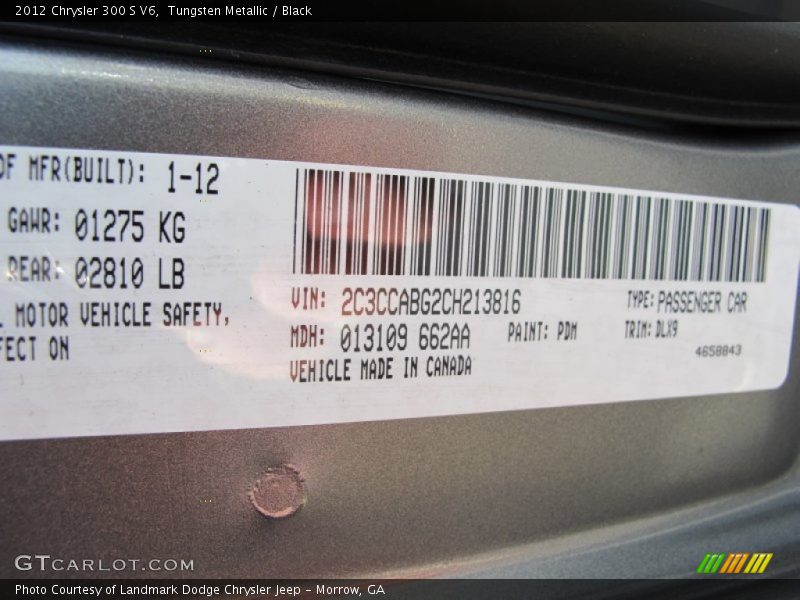 2012 Chrysler 300 S V6, Tungsten Metallic / Black
OF MFR(BUILT): 1-12
GAWR: 01275 KG
REAR: 02810 LB
MOTOR VEHICLE SAFETY,
FECT ON
VIN: 2C3CCABG2CH213816
TYPE: PASSENGER CAR
MDH: 013109 662AA
PAINT: PDM
TRIM: DLX9
VEHICLE MADE IN CANADA
4658843
GTCARLOT.COM
Photo Courtesy of Landmark Dodge Chrysler Jeep – Morrow, GA